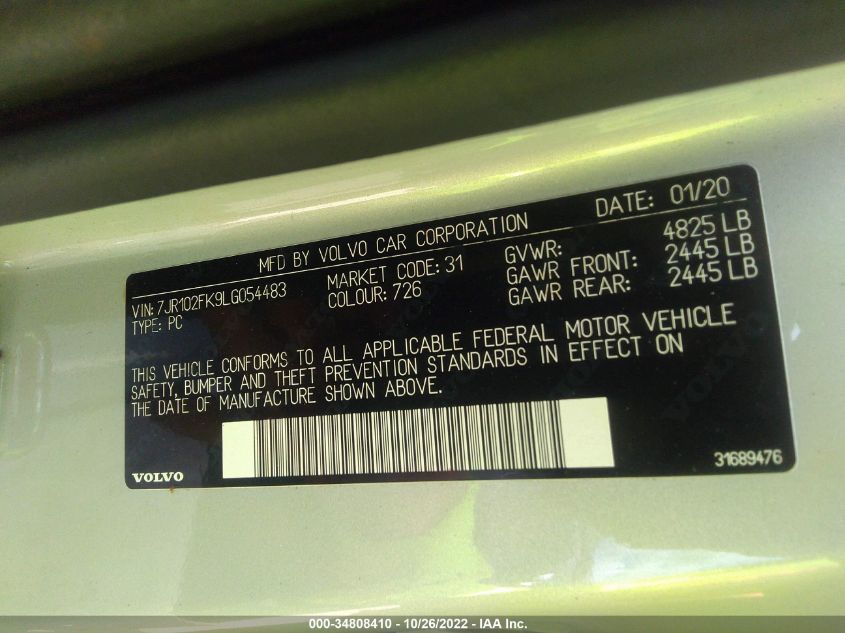 MFD BY VOLVO CAR CORPORATION DATE: 01/20
VIN: 7JR102FK9LG054483 MARKET CODE: 31 GVWR: 4825 LB
TYPE: PC COLOUR: 726 GAWR FRONT: 2445 LB
GAWR REAR: 2445 LB
THIS VEHICLE CONFORMS TO ALL APPLICABLE FEDERAL MOTOR VEHICLE
SAFETY, BUMPER AND THEFT PREVENTION STANDARDS IN EFFECT ON
THE DATE OF MANUFACTURE SHOWN ABOVE.
VOLVO 31689476
000-34808410 - 10/26/2022 - IAA Inc.